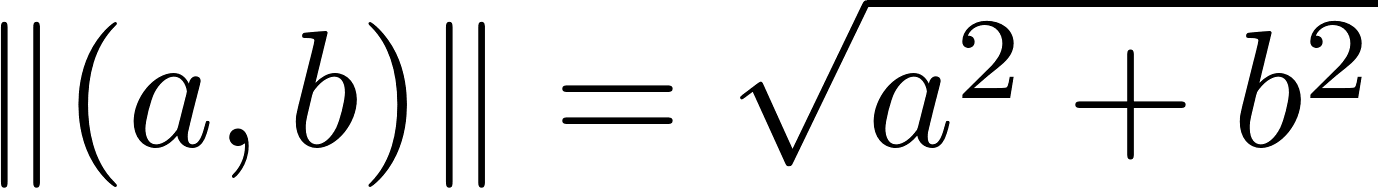 ‖(a, b)‖ = √(a² + b²)